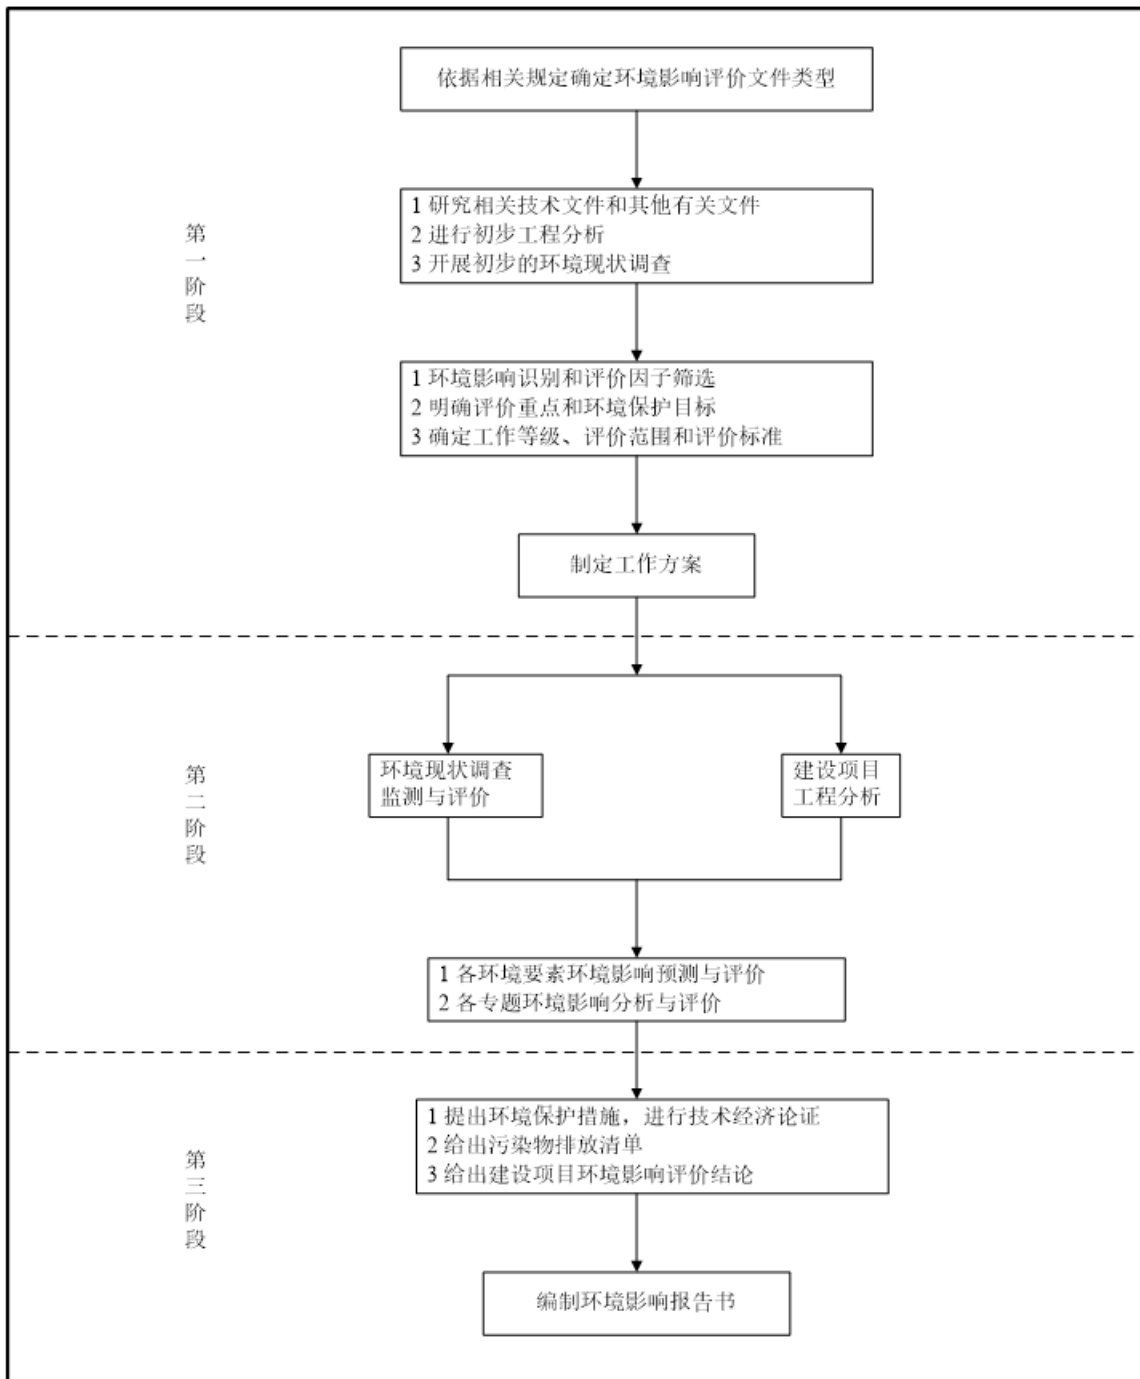 依据相关规定确定环境影响评价文件类型
1 研究相关技术文件和其他有关文件
2 进行初步工程分析
3 开展初步的环境现状调查
第一阶段
1 环境影响识别和评价因子筛选
2 明确评价重点和环境保护目标
3 确定工作等级、评价范围和评价标准
制定工作方案
第二阶段
环境现状调查
监测与评价
建设项目
工程分析
1 各环境要素环境影响预测与评价
2 各专题环境影响分析与评价
第三阶段
1 提出环境保护措施，进行技术经济论证
2 给出污染物排放清单
3 给出建设项目环境影响评价结论
编制环境影响报告书